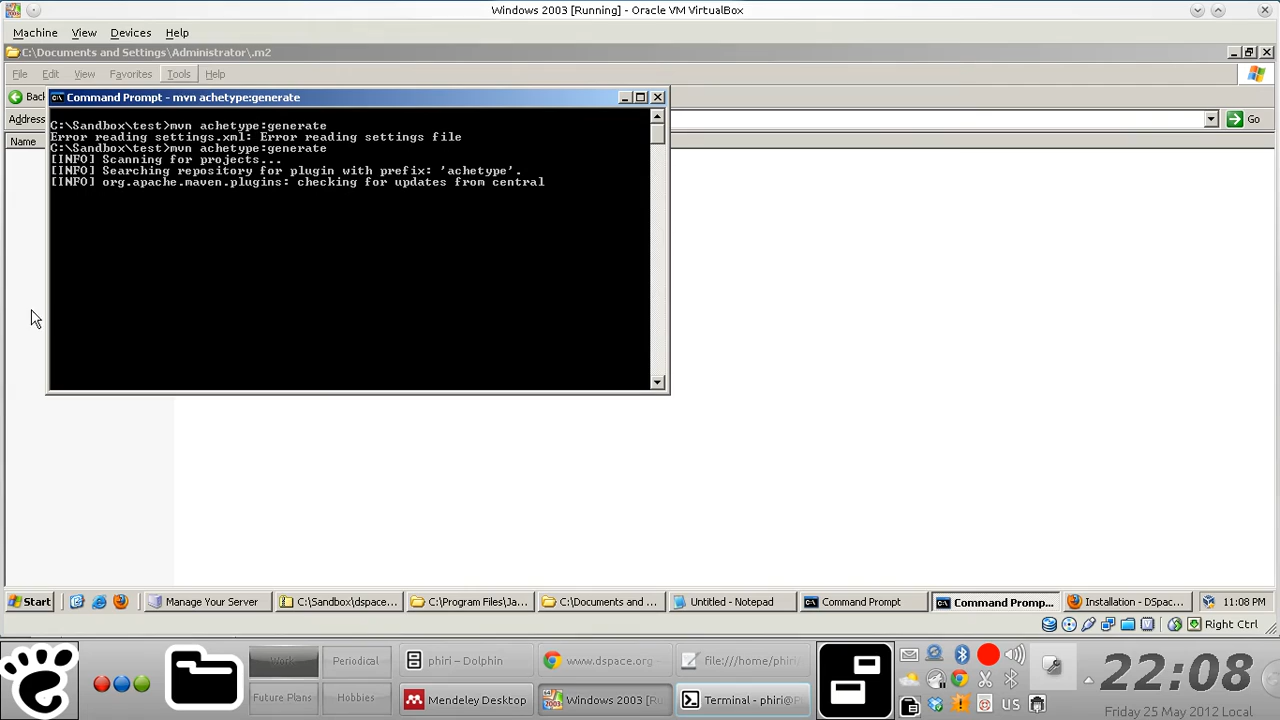 Windows 2003 [Running] - Oracle VM VirtualBox
Machine View Devices Help
C:\Documents and Settings\Administrator\.m2
File Edit View Favorites Tools Help
Back
Address
Go
Name
Command Prompt - mvn achetype:generate
C:\Sandbox\test>mvn achetype:generate
Error reading settings.xml: Error reading settings file
C:\Sandbox\test>mvn achetype:generate
[INFO] Scanning for projects...
[INFO] Searching repository for plugin with prefix: 'achetype'.
[INFO] org.apache.maven.plugins: checking for updates from central
Start Manage Your Server C:\Sandbox\dspace... C:\Program Files\Ja... C:\Documents and ... Untitled - Notepad Command Prompt Command Promp... Installation - DSpac... 11:08 PM
Right Ctrl
Work Periodical phiri – Dolphin www.dspace.org file:///home/phiri
Future Plans Hobbies Mendeley Desktop Windows 2003 [Ru Terminal - phiri@P US
22:08
Friday 25 May 2012 Local